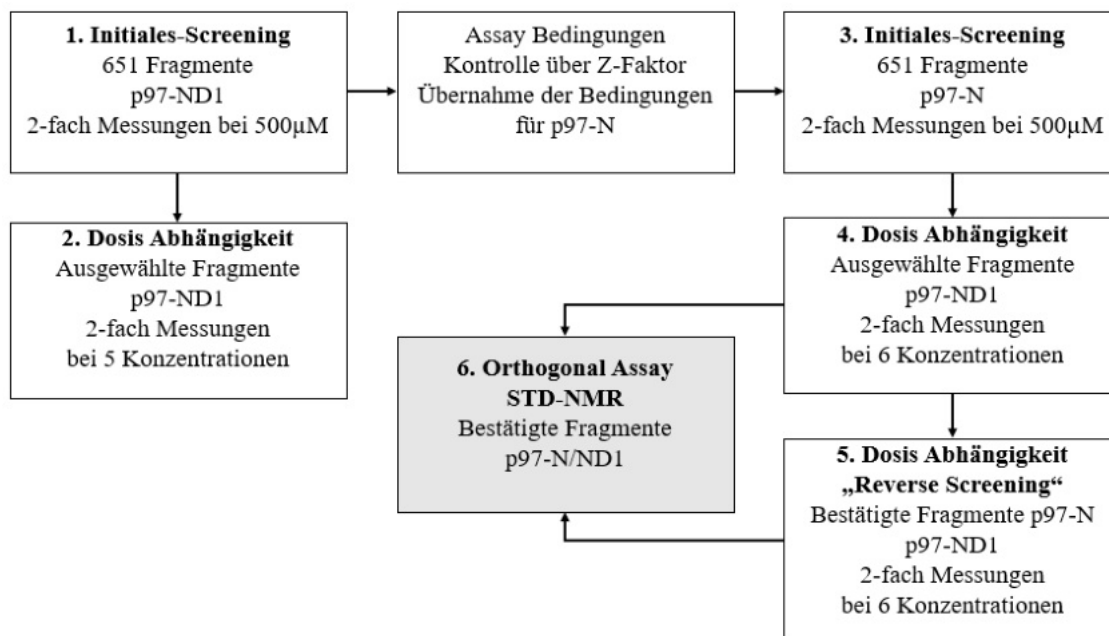 1. Initiales-Screening
651 Fragmente
p97-ND1
2-fach Messungen bei 500µM
Assay Bedingungen
Kontrolle über Z-Faktor
Übernahme der Bedingungen
für p97-N
3. Initiales-Screening
651 Fragmente
p97-N
2-fach Messungen bei 500µM
2. Dosis Abhängigkeit
Ausgewählte Fragmente
p97-ND1
2-fach Messungen
bei 5 Konzentrationen
4. Dosis Abhängigkeit
Ausgewählte Fragmente
p97-ND1
2-fach Messungen
bei 6 Konzentrationen
6. Orthogonal Assay
STD-NMR
Bestätigte Fragmente
p97-N/ND1
5. Dosis Abhängigkeit
„Reverse Screening“
Bestätigte Fragmente p97-N
p97-ND1
2-fach Messungen
bei 6 Konzentrationen